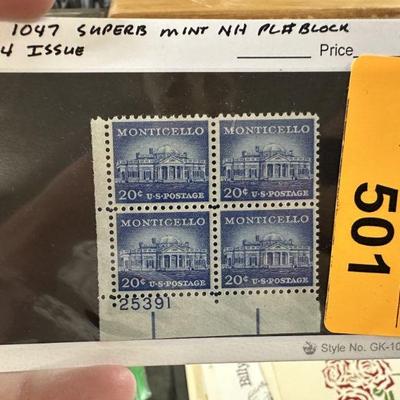 1047 SUPERB MINT NH PL# BLOCK
4 ISSUE
Price
MONTICELLO MONTICELLO
20¢ U·S·POSTAGE 20¢ U·S·POSTAGE
MONTICELLO MONTICELLO
20¢ U·S·POSTAGE 20¢ U·S·POSTAGE
25391
501
Style No. GK-10